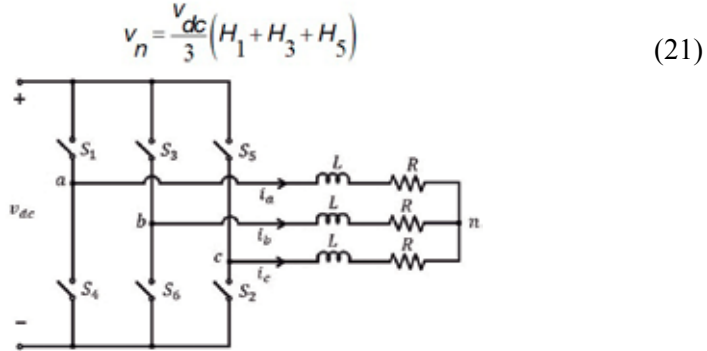 v_n = v_dc/3 (H_1 + H_3 + H_5) (21)
+
S_1 S_3 S_5
L R
a
i_a
L R
v_dc
b n
i_b
L R
c
i_c
S_4 S_6 S_2
−